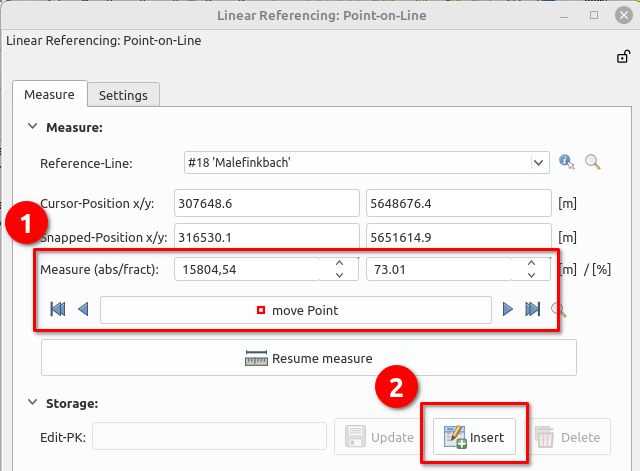 Linear Referencing: Point-on-Line
Linear Referencing: Point-on-Line
Measure Settings
Measure:
Reference-Line: #18 'Malefinkbach'
Cursor-Position x/y: 307648.6 5648676.4 [m]
1
Snapped-Position x/y: 316530.1 5651614.9 [m]
Measure (abs/fract): 15804,54 73.01 [m] / [%]
move Point
Resume measure
2
Storage:
Edit-PK: Update Insert Delete